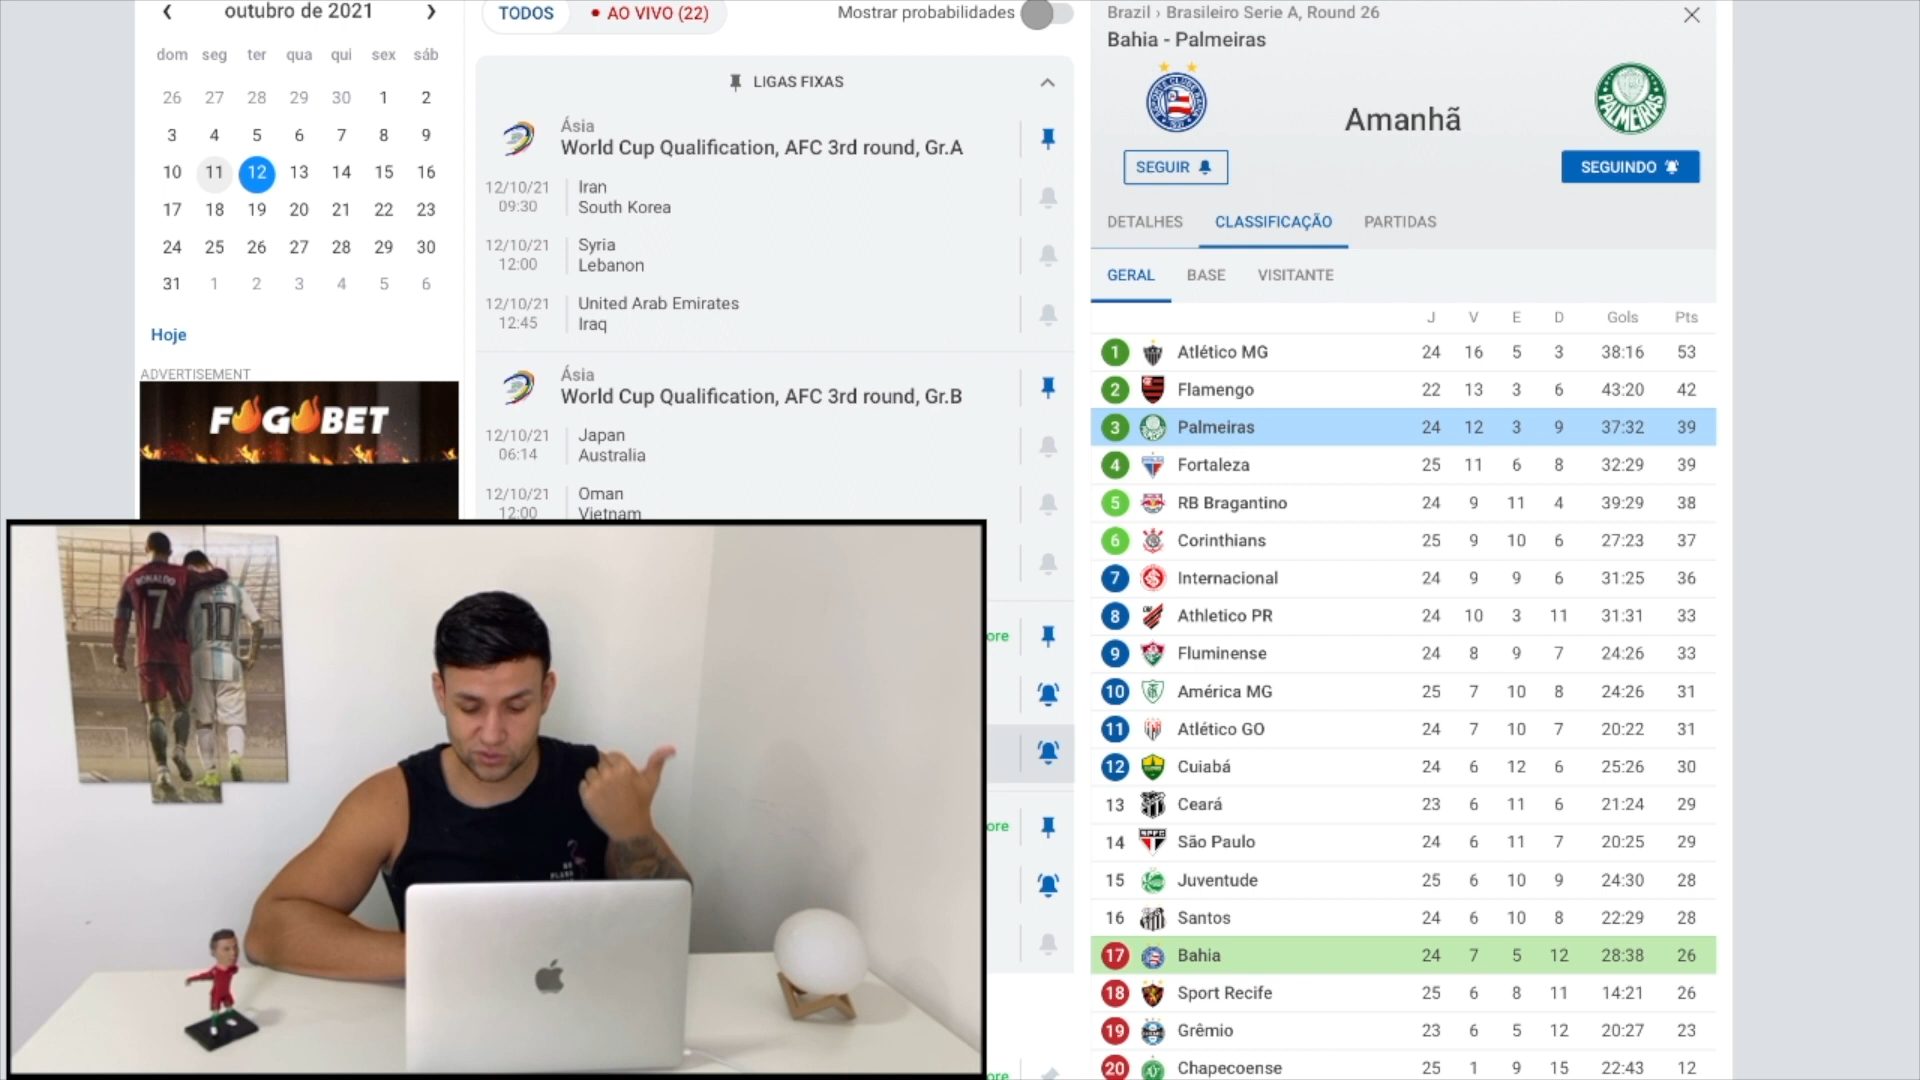 outubro de 2021
dom seg ter qua qui sex sáb
26 27 28 29 30 1 2
3 4 5 6 7 8 9
10 11 12 13 14 15 16
17 18 19 20 21 22 23
24 25 26 27 28 29 30
31 1 2 3 4 5 6
Hoje
ADVERTISEMENT
FOGOBET
TODOS
AO VIVO (22)
Mostrar probabilidades
LIGAS FIXAS
Ásia
World Cup Qualification, AFC 3rd round, Gr.A
12/10/21 Iran
09:30 South Korea
12/10/21 Syria
12:00 Lebanon
12/10/21 United Arab Emirates
12:45 Iraq
Ásia
World Cup Qualification, AFC 3rd round, Gr.B
12/10/21 Japan
06:14 Australia
12/10/21 Oman
12:00 Vietnam
ore
ore
ore
RONALDO
7
10
Brazil › Brasileiro Serie A, Round 26
Bahia - Palmeiras
PALMEIRAS
Amanhã
SEGUIR
SEGUINDO
DETALHES CLASSIFICAÇÃO PARTIDAS
GERAL BASE VISITANTE
J V E D Gols Pts
1 Atlético MG 24 16 5 3 38:16 53
2 Flamengo 22 13 3 6 43:20 42
3 Palmeiras 24 12 3 9 37:32 39
4 Fortaleza 25 11 6 8 32:29 39
5 RB Bragantino 24 9 11 4 39:29 38
6 Corinthians 25 9 10 6 27:23 37
7 Internacional 24 9 9 6 31:25 36
8 Athletico PR 24 10 3 11 31:31 33
9 Fluminense 24 8 9 7 24:26 33
10 América MG 25 7 10 8 24:26 31
11 Atlético GO 24 7 10 7 20:22 31
12 Cuiabá 24 6 12 6 25:26 30
13 Ceará 23 6 11 6 21:24 29
14 São Paulo 24 6 11 7 20:25 29
15 Juventude 25 6 10 9 24:30 28
16 Santos 24 6 10 8 22:29 28
17 Bahia 24 7 5 12 28:38 26
18 Sport Recife 25 6 8 11 14:21 26
19 Grêmio 23 6 5 12 20:27 23
20 Chapecoense 25 1 9 15 22:43 12